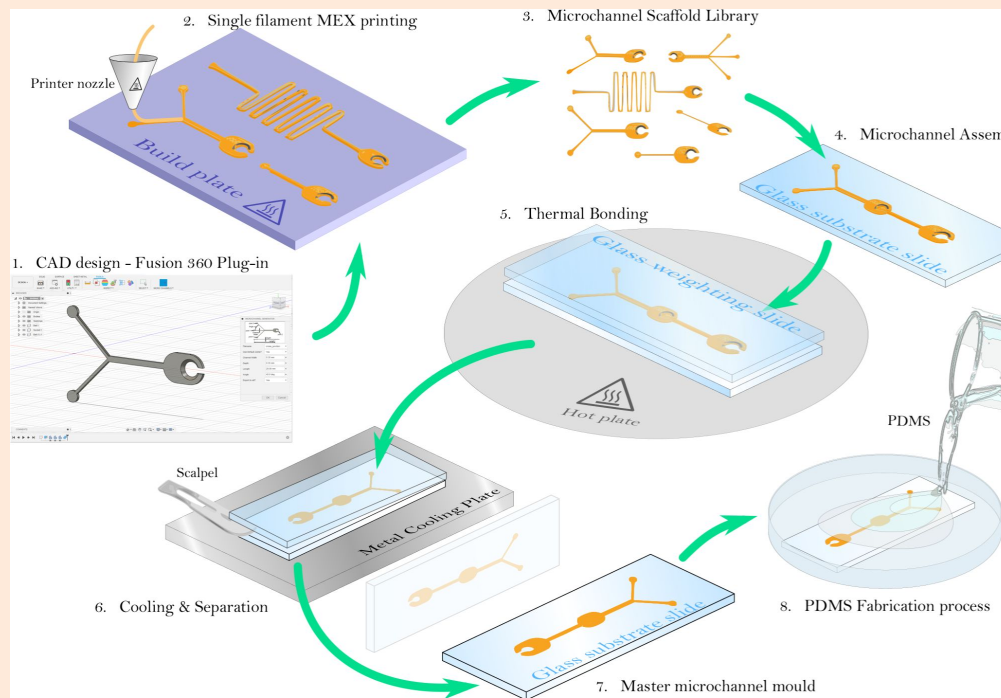 2. Single filament MEX printing
3. Microchannel Scaffold Library
Printer nozzle
4. Microchannel Assem
Build plate
Glass substrate slide
5. Thermal Bonding
Glass weighting slide
1. CAD design - Fusion 360 Plug-in
Hot plate
PDMS
Scalpel
Metal Cooling Plate
6. Cooling & Separation
8. PDMS Fabrication process
Glass substrate slide
7. Master microchannel mould